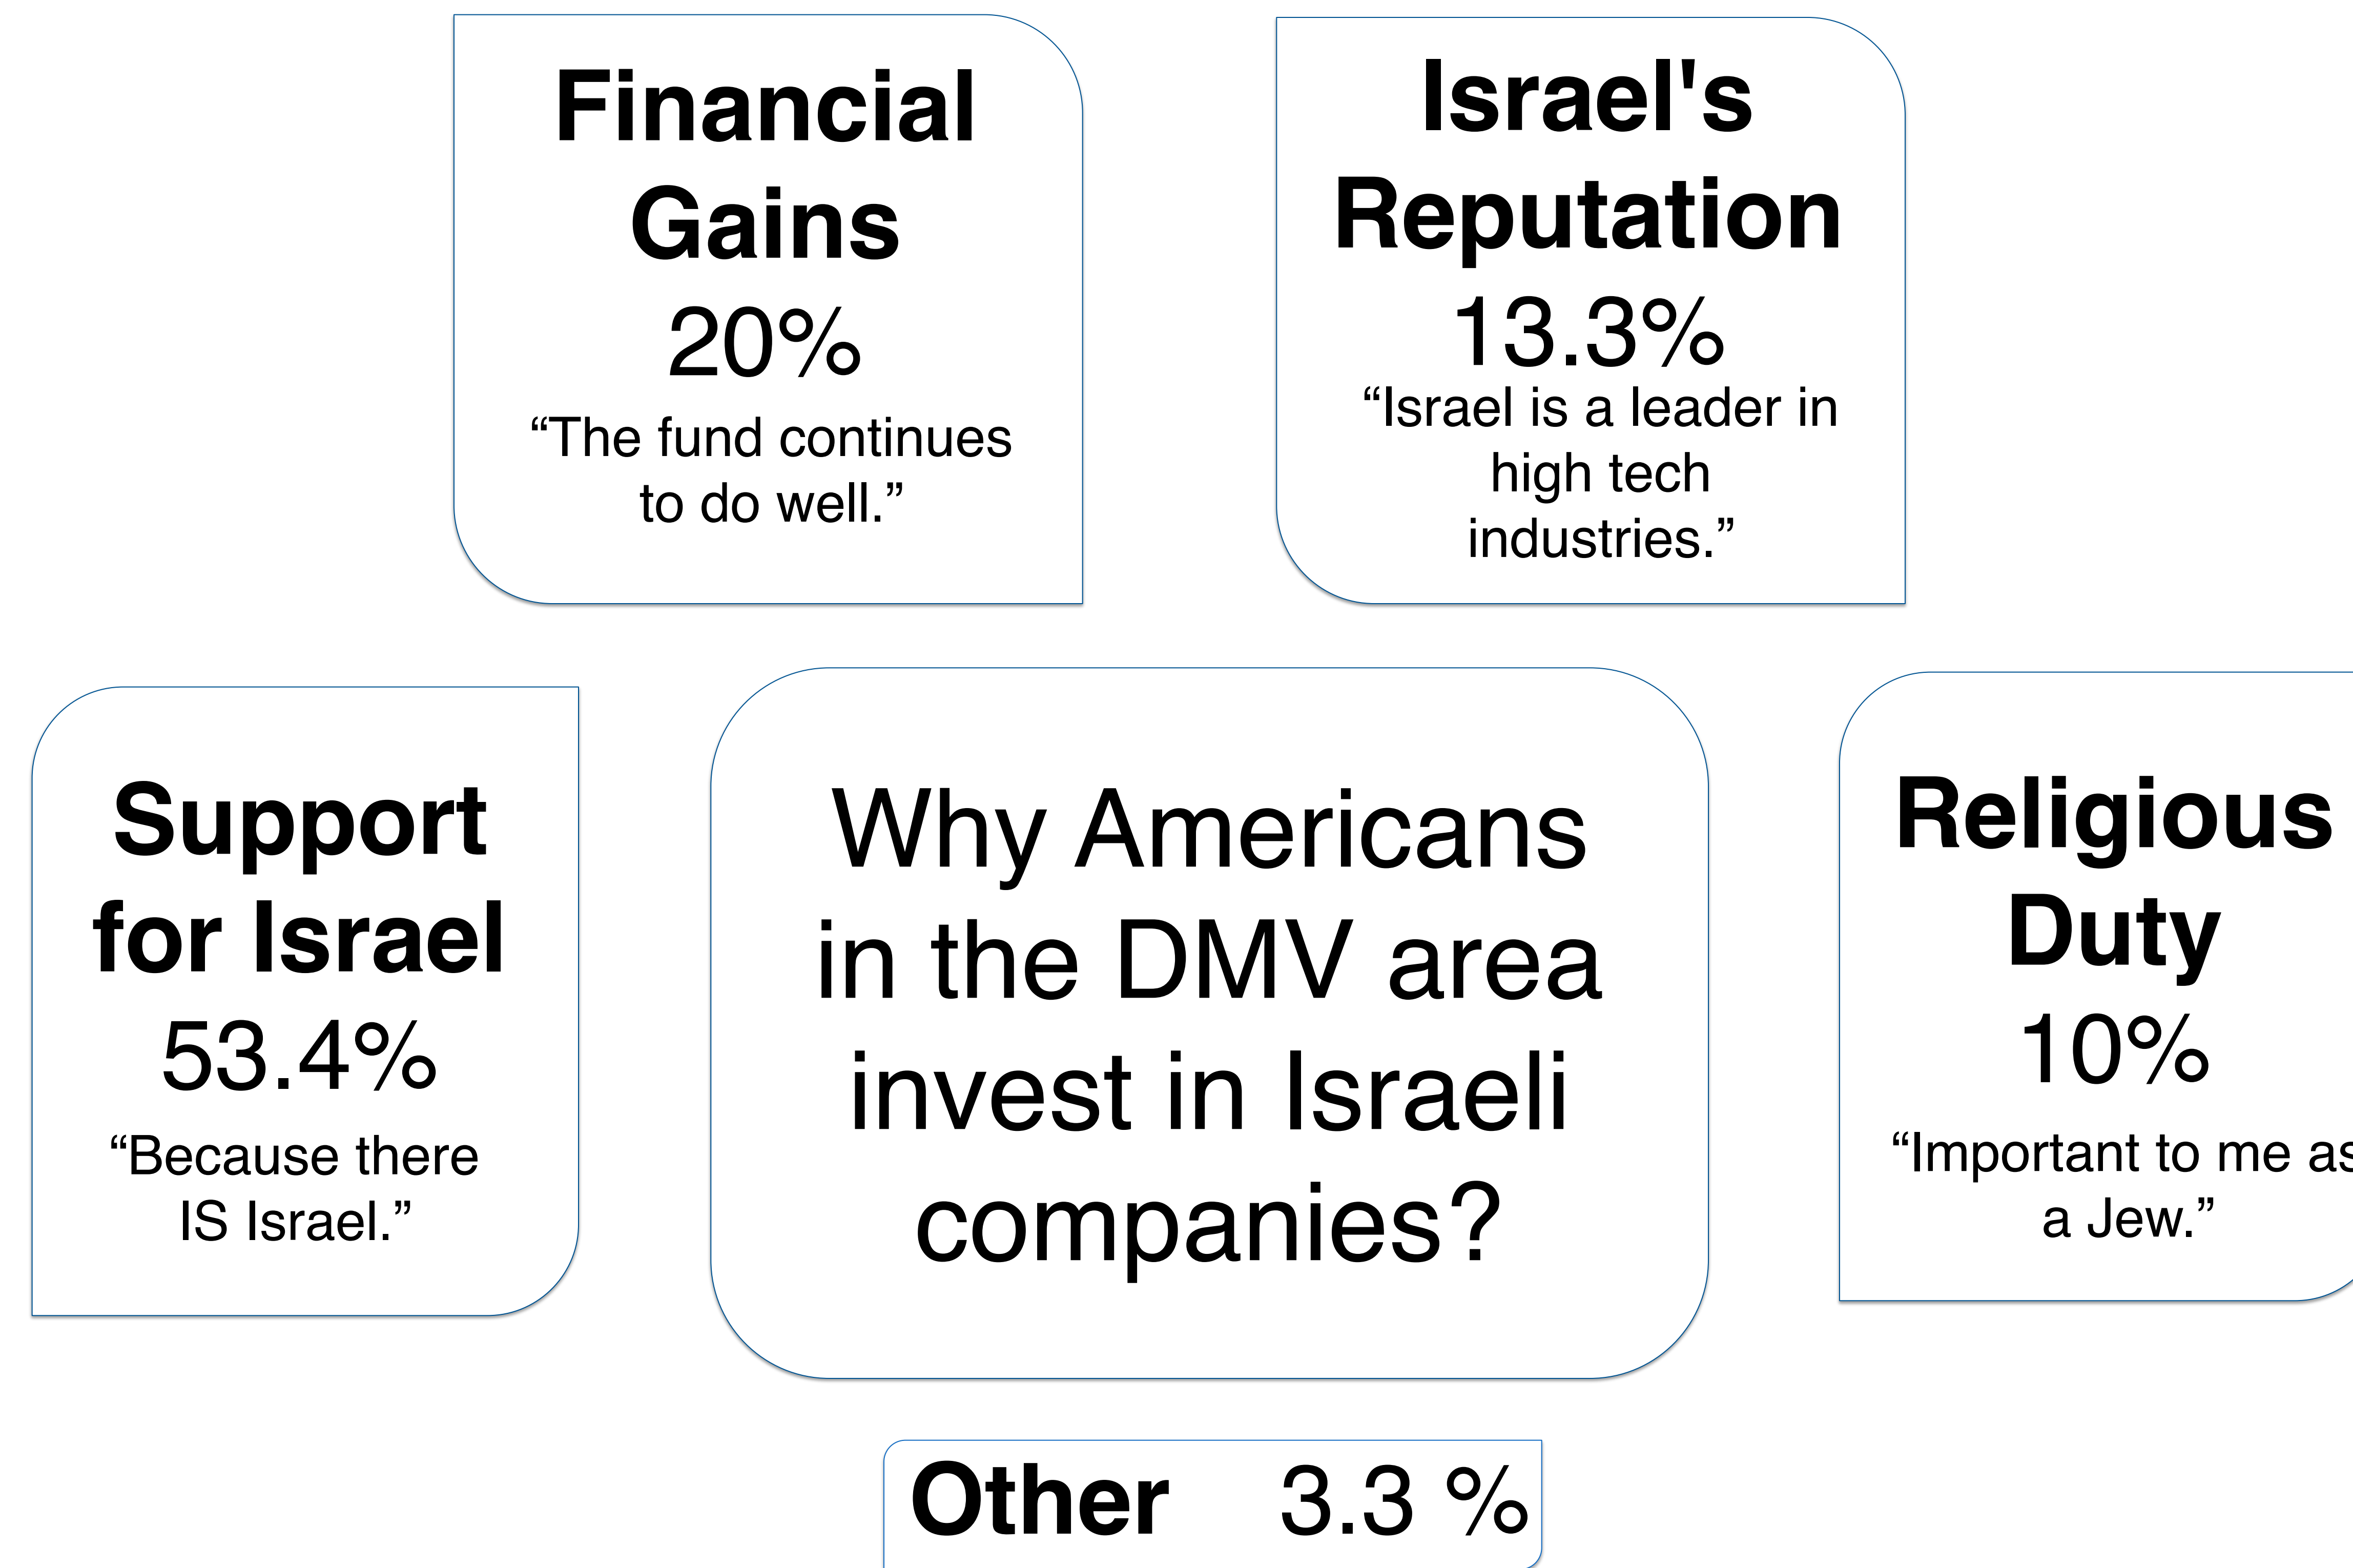 Financial
Gains
20%
“The fund continues
to do well.”
Israel's
Reputation
13.3%
“Israel is a leader in
high tech
industries.”
Support
for Israel
53.4%
“Because there
IS Israel.”
Why Americans
in the DMV area
invest in Israeli
companies?
Religious
Duty
10%
“Important to me as
a Jew.”
Other 3.3 %